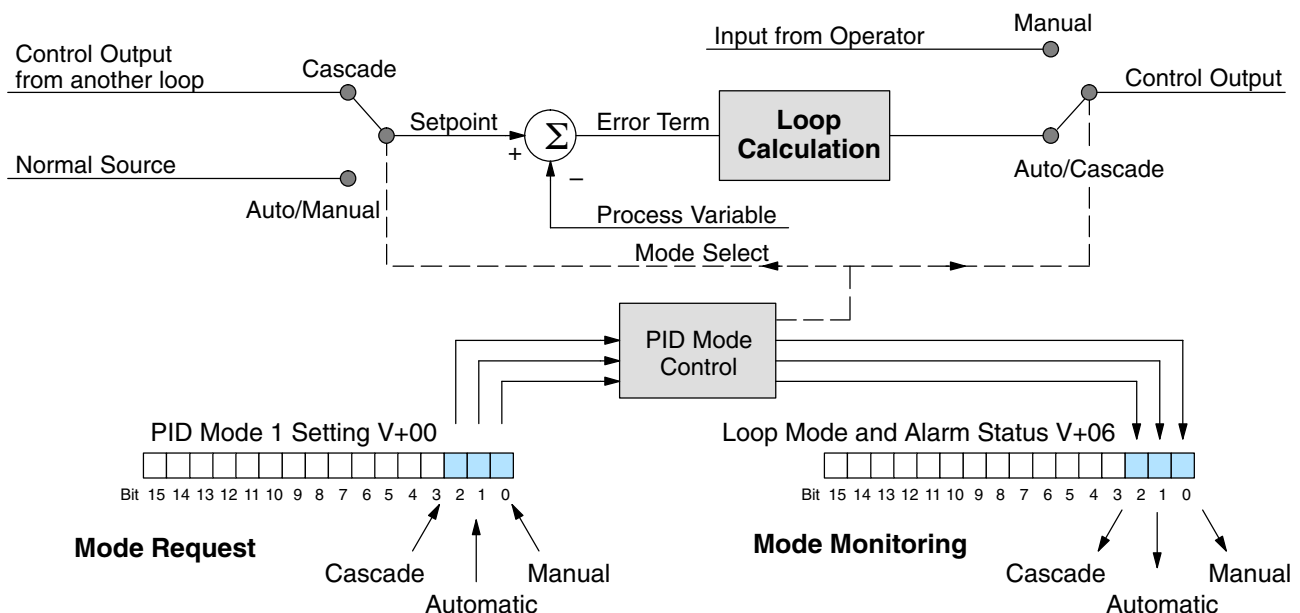 Manual
Input from Operator
Control Output
from another loop
Cascade
Control Output
Setpoint
Σ
Error Term
Loop
Calculation
+
−
Normal Source
Auto/Manual
Auto/Cascade
Process Variable
Mode Select
PID Mode
Control
PID Mode 1 Setting V+00
Bit 15 14 13 12 11 10 9 8 7 6 5 4 3 2 1 0
Mode Request
Cascade
Automatic
Manual
Loop Mode and Alarm Status V+06
Bit 15 14 13 12 11 10 9 8 7 6 5 4 3 2 1 0
Mode Monitoring
Cascade
Automatic
Manual